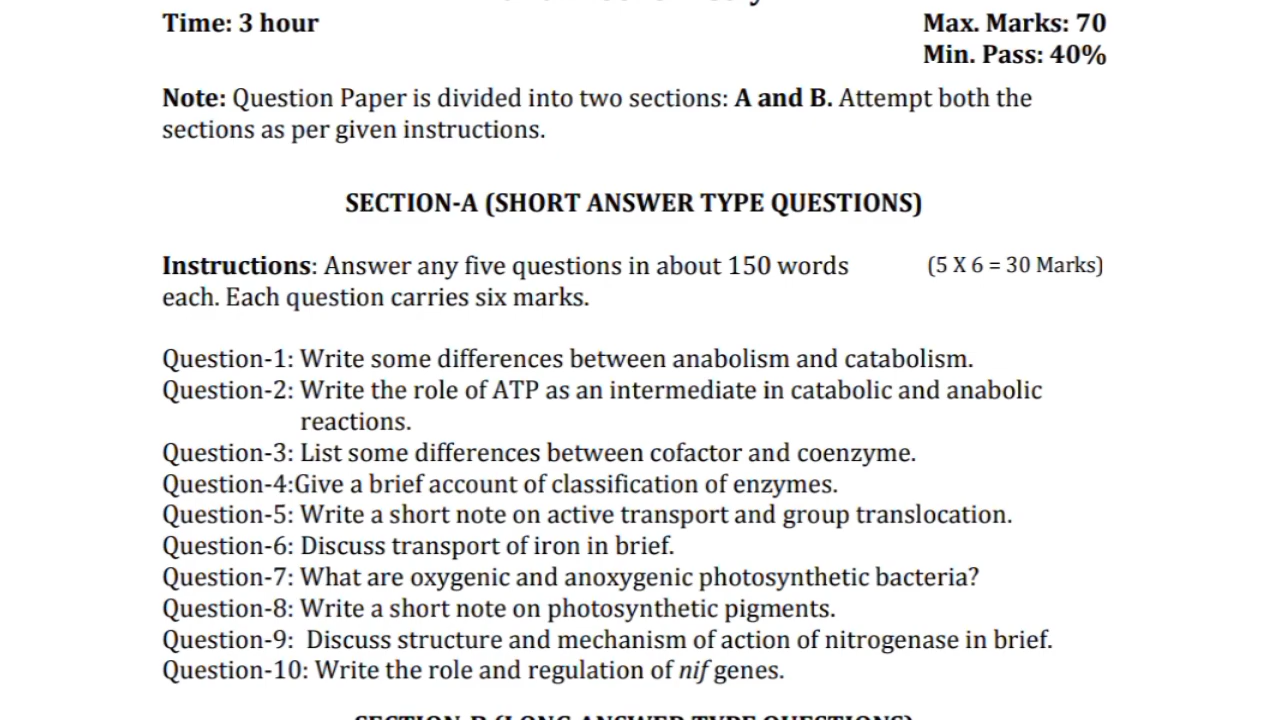 Time: 3 hour Max. Marks: 70
Min. Pass: 40%
Note: Question Paper is divided into two sections: A and B. Attempt both the
sections as per given instructions.
SECTION-A (SHORT ANSWER TYPE QUESTIONS)
Instructions: Answer any five questions in about 150 words (5 X 6 = 30 Marks)
each. Each question carries six marks.
Question-1: Write some differences between anabolism and catabolism.
Question-2: Write the role of ATP as an intermediate in catabolic and anabolic
reactions.
Question-3: List some differences between cofactor and coenzyme.
Question-4:Give a brief account of classification of enzymes.
Question-5: Write a short note on active transport and group translocation.
Question-6: Discuss transport of iron in brief.
Question-7: What are oxygenic and anoxygenic photosynthetic bacteria?
Question-8: Write a short note on photosynthetic pigments.
Question-9: Discuss structure and mechanism of action of nitrogenase in brief.
Question-10: Write the role and regulation of nif genes.
SECTION-B (LONG ANSWER TYPE QUESTIONS)